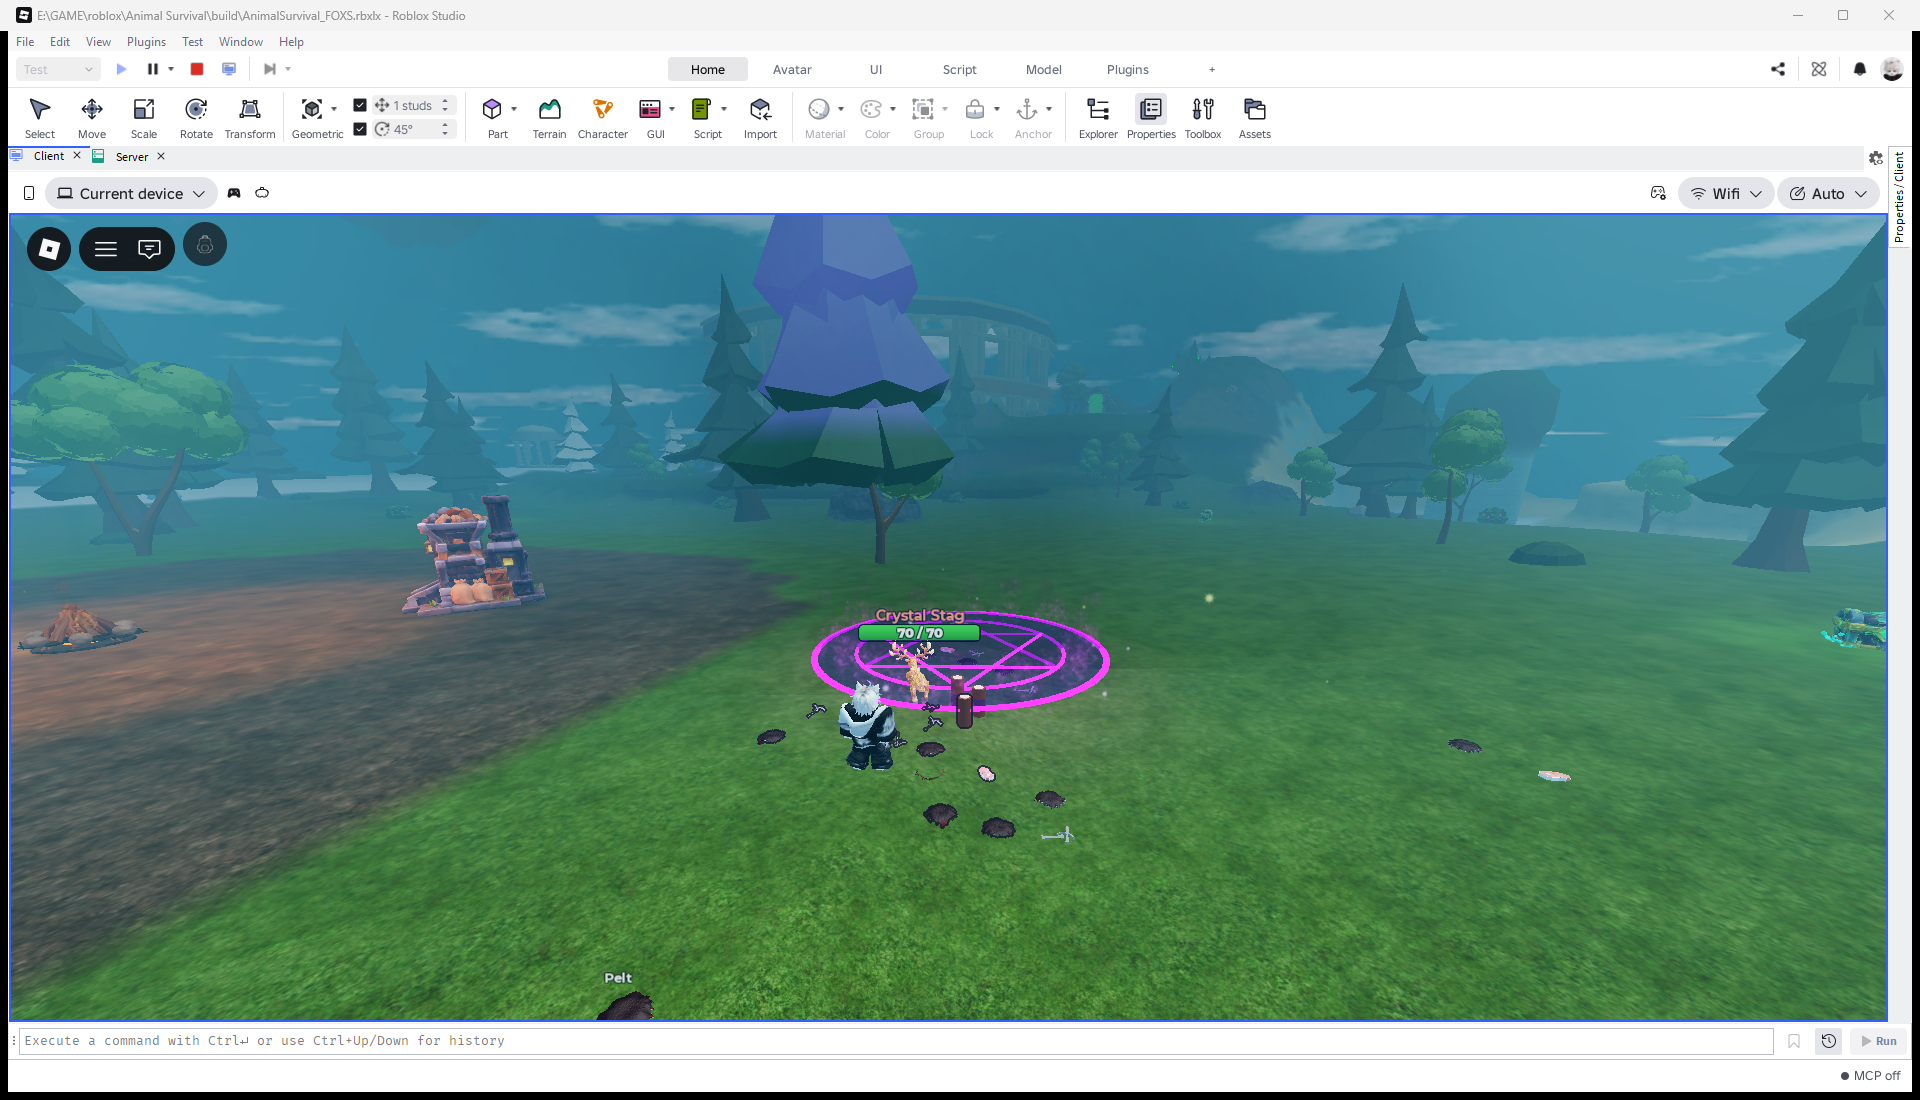 E:\GAME\roblox\Animal Survival\build\AnimalSurvival_FOXS.rbxlx - Roblox Studio
File Edit View Plugins Test Window Help
Test
Home Avatar UI Script Model Plugins +
1 studs
45°
Select Move Scale Rotate Transform Geometric Part Terrain Character GUI Script Import Material Color Group Lock Anchor Explorer Properties Toolbox Assets
Client Server
Properties / Client
Current device Wifi Auto
Crystal Stag
70 / 70
Pelt
Execute a command with Ctrl↵ or use Ctrl+Up/Down for history
Run
MCP off